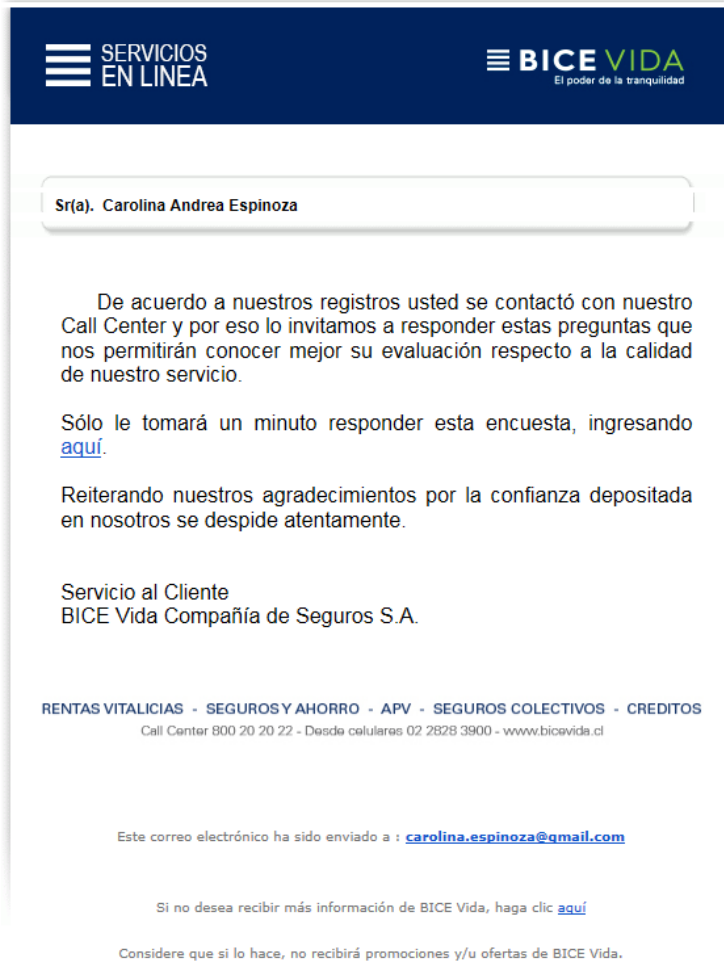 SERVICIOS
EN LINEA
BICE VIDA
El poder de la tranquilidad
Sr(a). Carolina Andrea Espinoza
De acuerdo a nuestros registros usted se contactó con nuestro
Call Center y por eso lo invitamos a responder estas preguntas que
nos permitirán conocer mejor su evaluación respecto a la calidad
de nuestro servicio.
Sólo le tomará un minuto responder esta encuesta, ingresando
aquí.
Reiterando nuestros agradecimientos por la confianza depositada
en nosotros se despide atentamente.
Servicio al Cliente
BICE Vida Compañía de Seguros S.A.
RENTAS VITALICIAS - SEGUROS Y AHORRO - APV - SEGUROS COLECTIVOS - CREDITOS
Call Center 800 20 20 22 - Desde celulares 02 2828 3900 - www.bicevida.cl
Este correo electrónico ha sido enviado a : carolina.espinoza@gmail.com
Si no desea recibir más información de BICE Vida, haga clic aquí
Considere que si lo hace, no recibirá promociones y/u ofertas de BICE Vida.